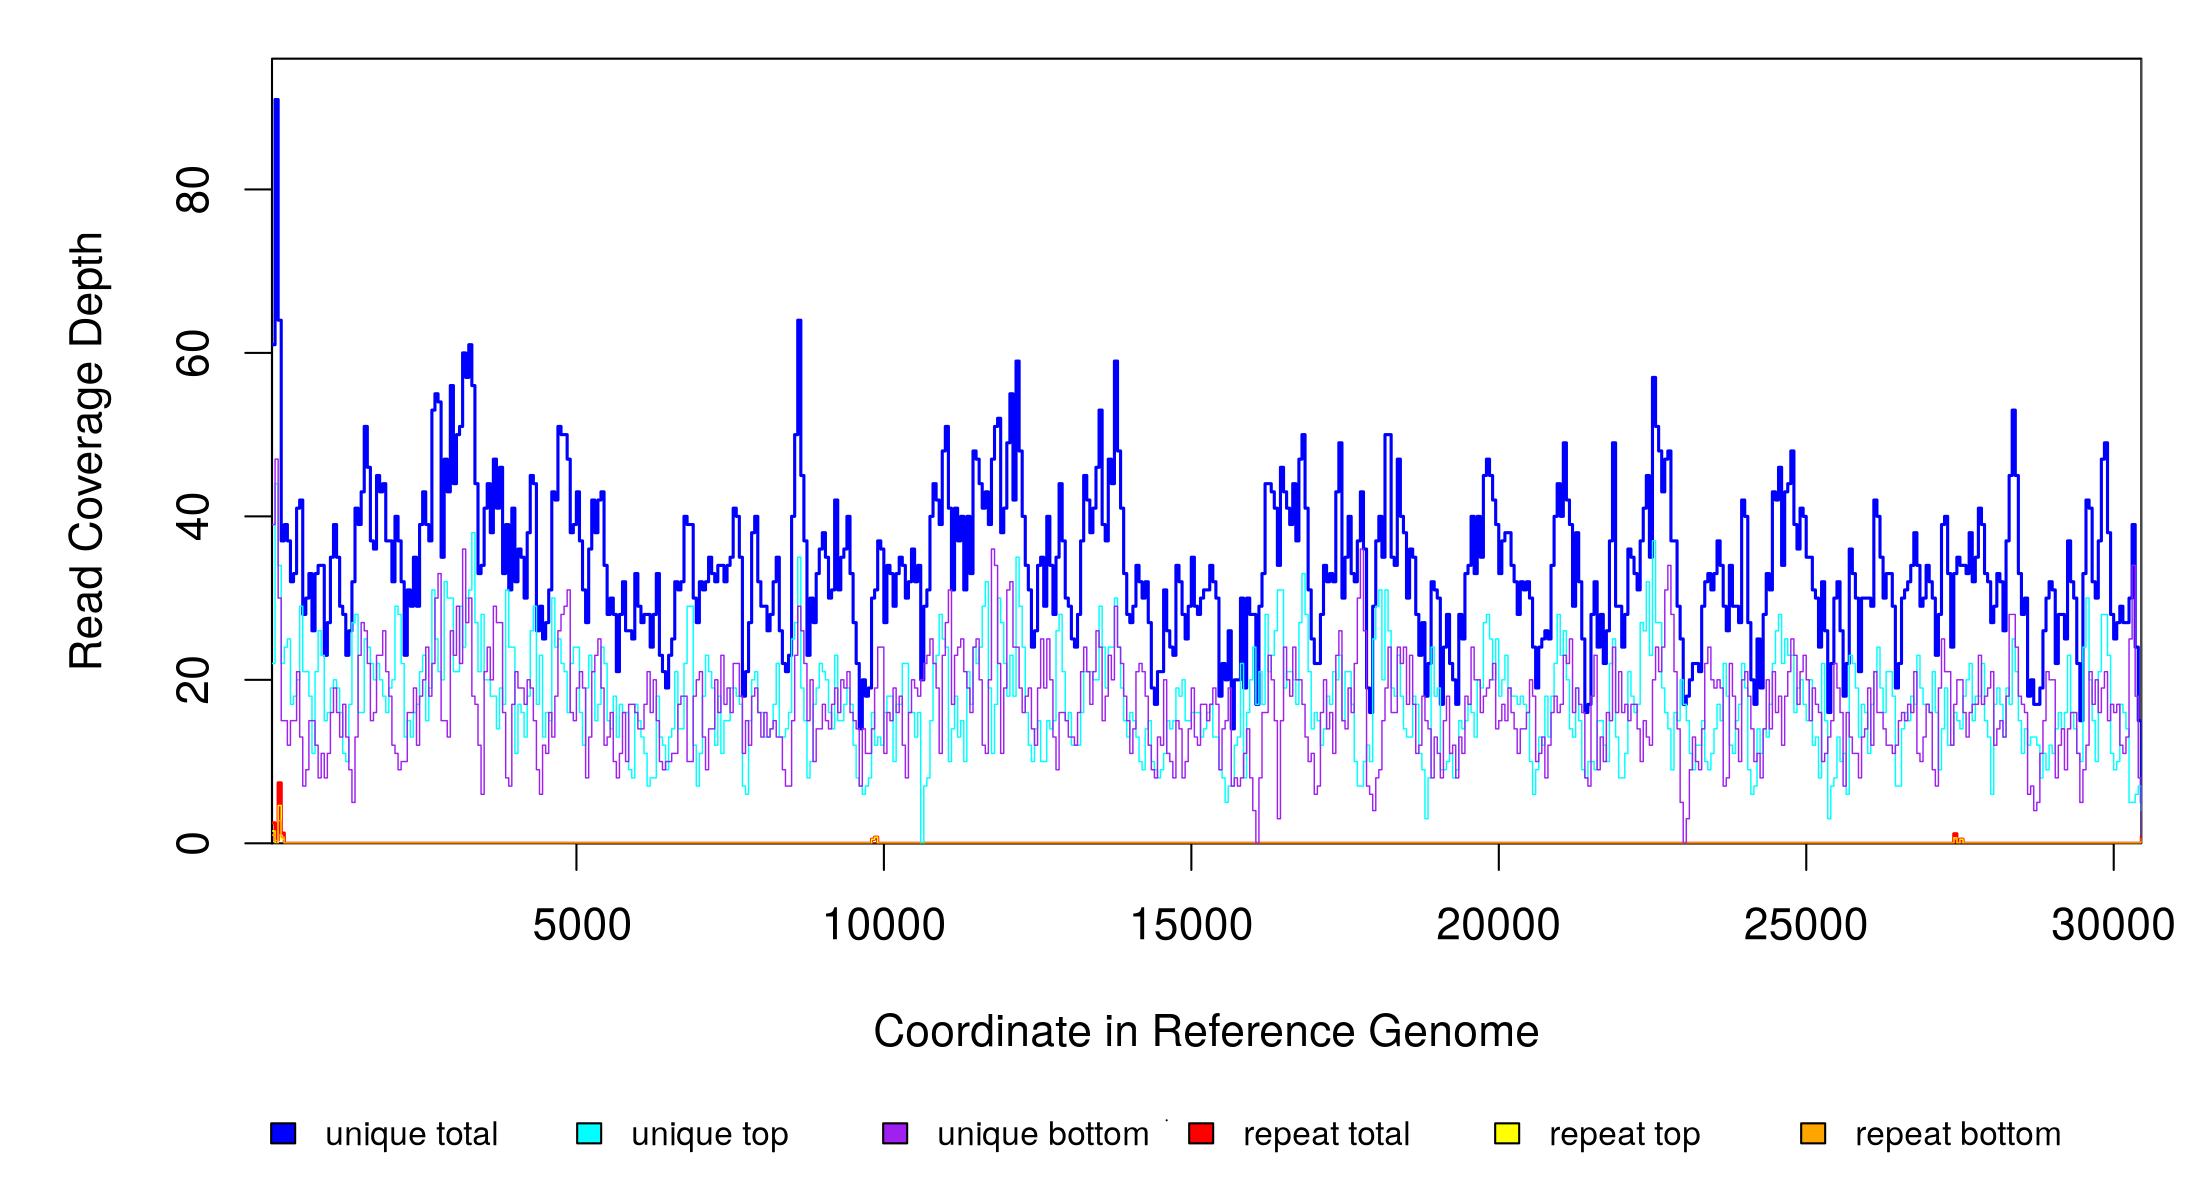 Read Coverage Depth
80
60
40
20
0
5000 10000 15000 20000 25000 30000
Coordinate in Reference Genome
unique total unique top unique bottom repeat total repeat top repeat bottom